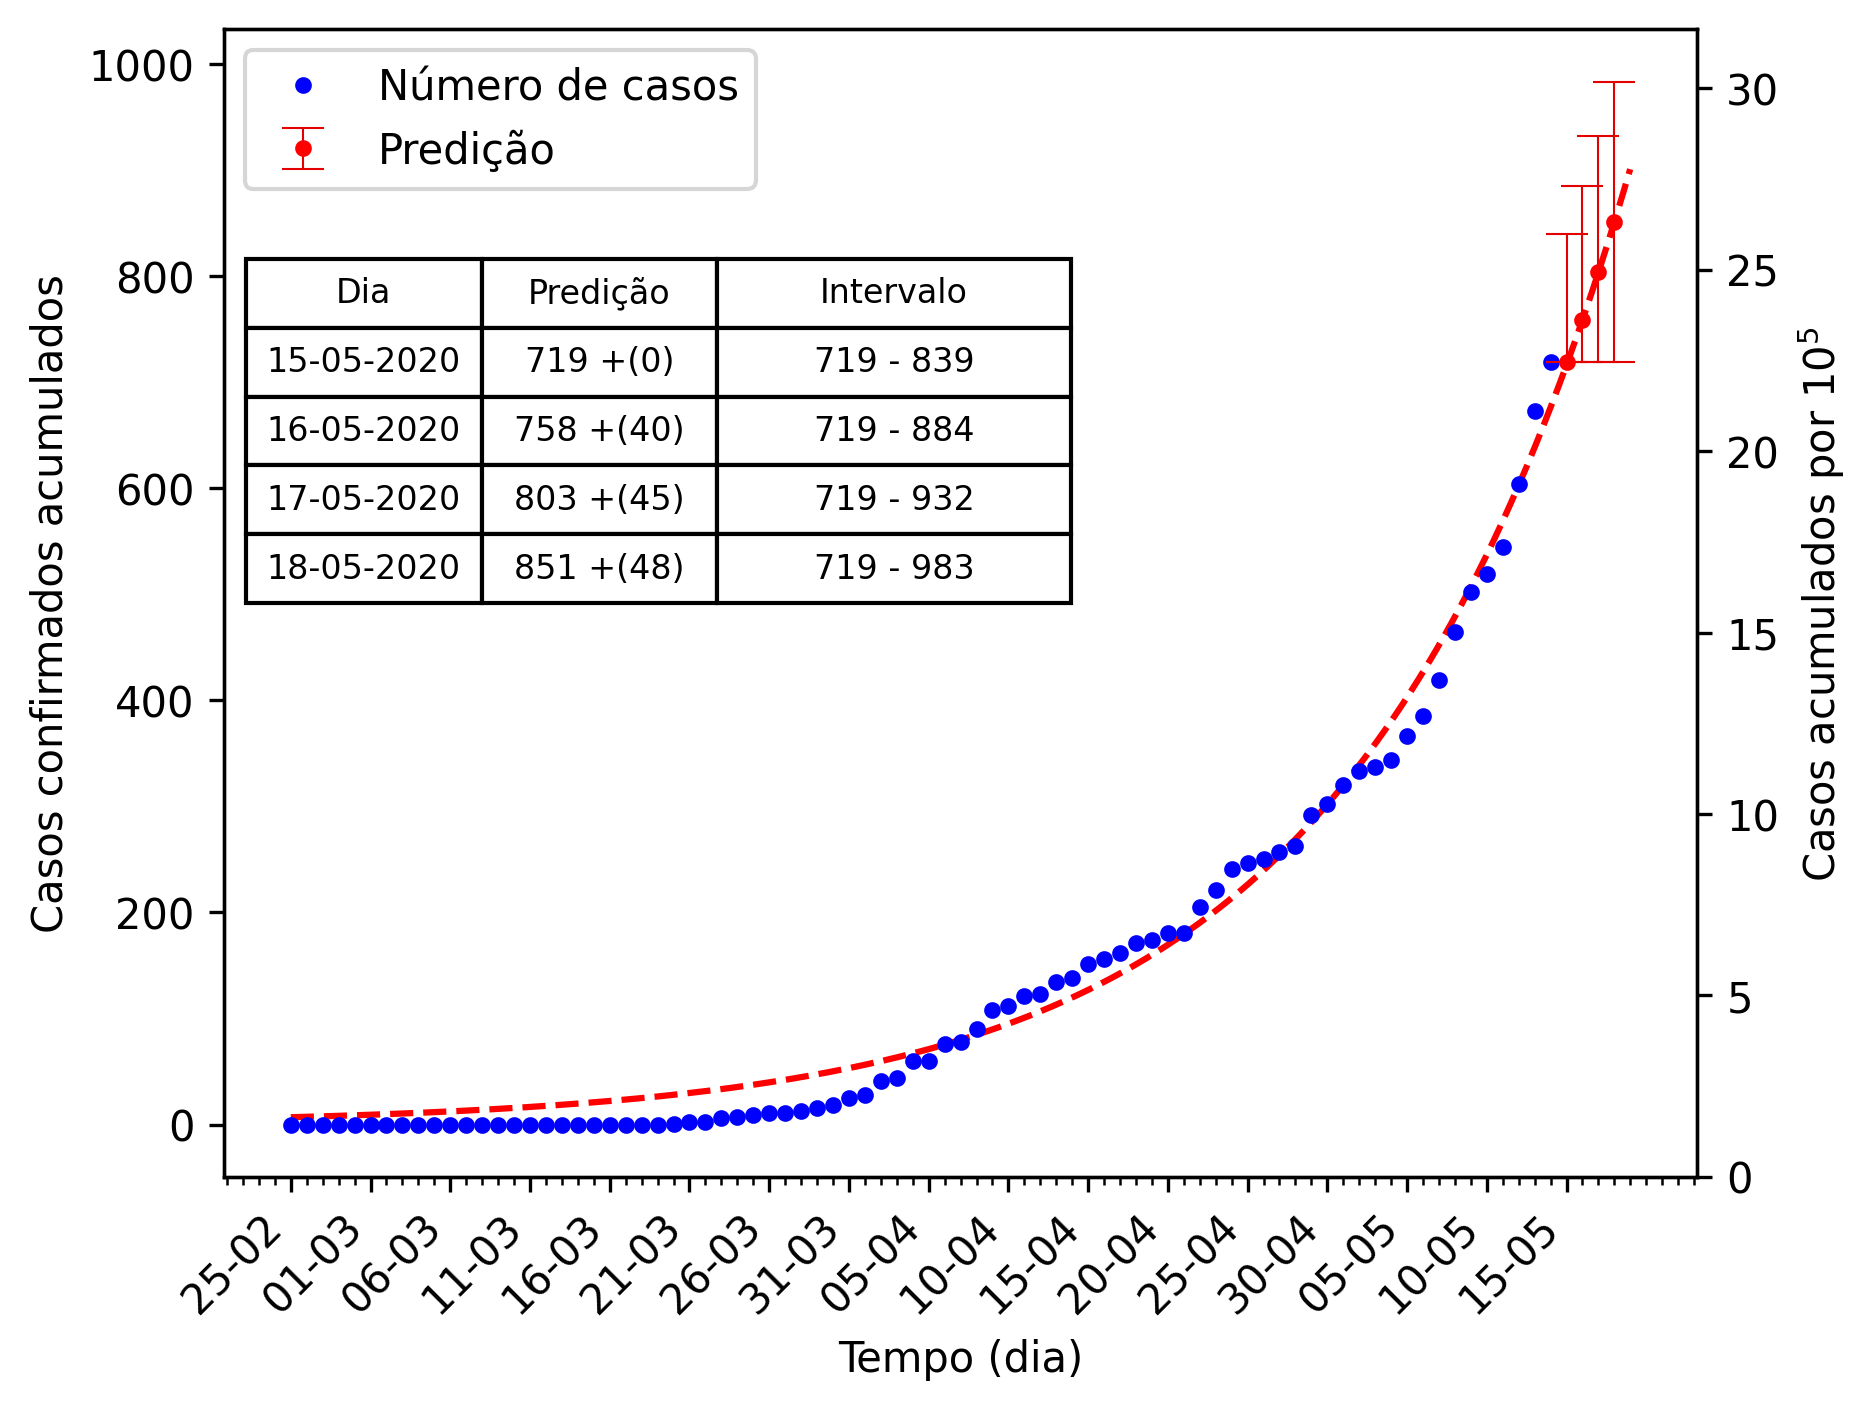 Número de casos
Predição
Dia Predição Intervalo
15-05-2020 719 +(0) 719 - 839
16-05-2020 758 +(40) 719 - 884
17-05-2020 803 +(45) 719 - 932
18-05-2020 851 +(48) 719 - 983
Casos confirmados acumulados
1000
800
600
400
200
0
30
25
20
15
10
5
0
Casos acumulados por 10⁵
25-02 01-03 06-03 11-03 16-03 21-03 26-03 31-03 05-04 10-04 15-04 20-04 25-04 30-04 05-05 10-05 15-05
Tempo (dia)